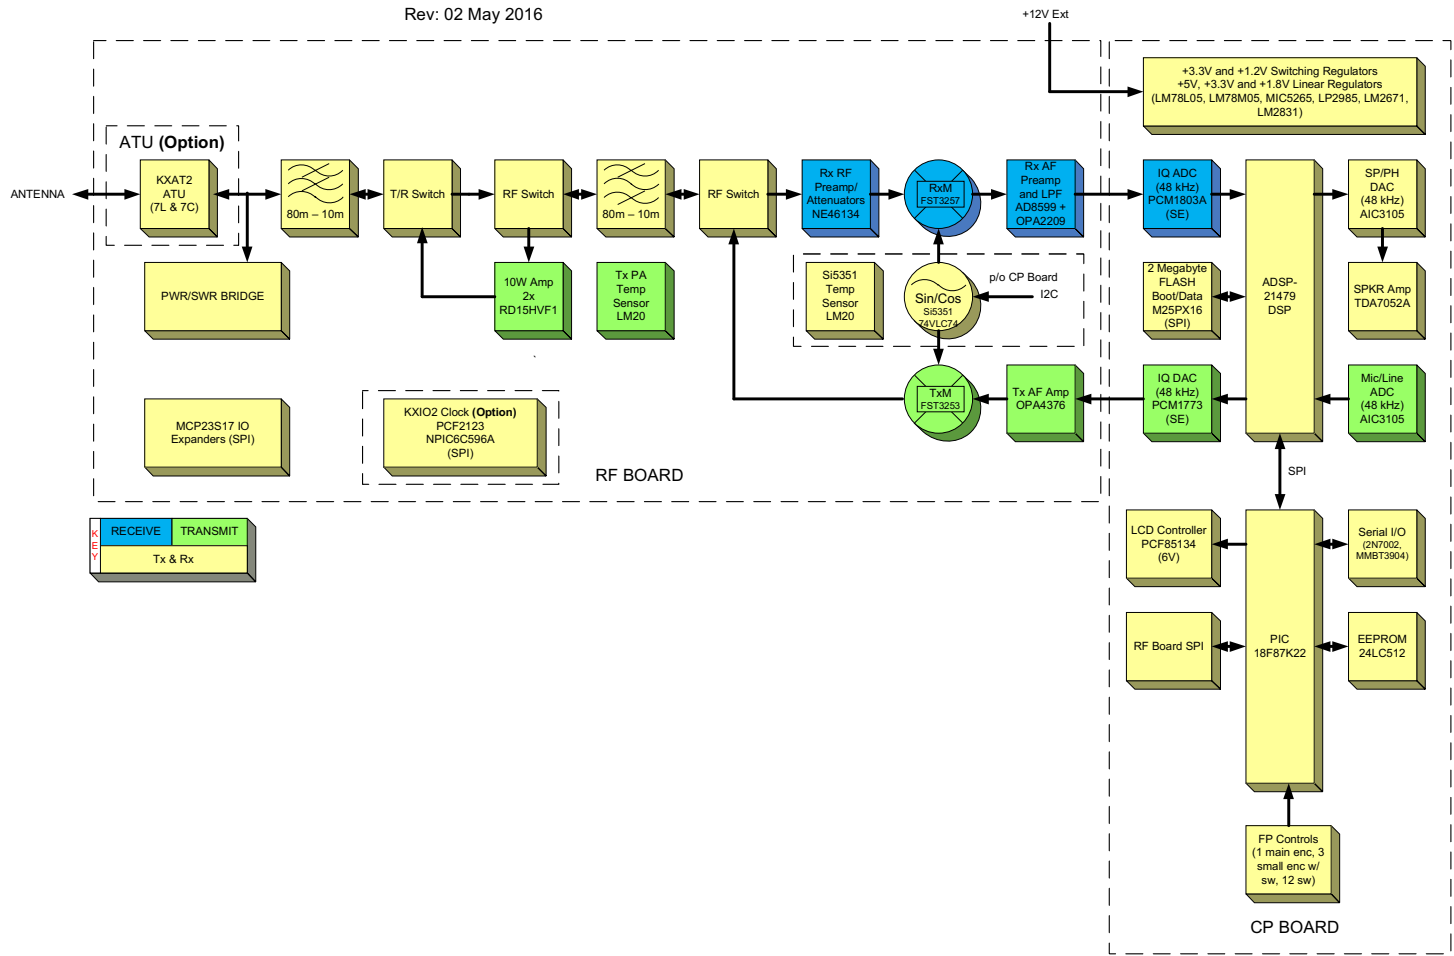 Rev: 02 May 2016
+12V Ext
+3.3V and +1.2V Switching Regulators
+5V, +3.3V and +1.8V Linear Regulators
(LM78L05, LM78M05, MIC5265, LP2985, LM2671,
LM2831)
ATU (Option)
ANTENNA
KXAT2
ATU
(7L & 7C)
80m – 10m
T/R Switch
RF Switch
80m – 10m
RF Switch
Rx RF
Preamp/
Attenuators
NE46134
RxM
FST3257
Rx AF
Preamp
and LPF
AD8599 +
OPA2209
IQ ADC
(48 kHz)
PCM1803A
(SE)
ADSP-
21479
DSP
SP/PH
DAC
(48 kHz)
AIC3105
PWR/SWR BRIDGE
10W Amp
2x
RD15HVF1
Tx PA
Temp
Sensor
LM20
Si5351
Temp
Sensor
LM20
Sin/Cos
Si5351
74VLC74
p/o CP Board
I2C
2 Megabyte
FLASH
Boot/Data
M25PX16
(SPI)
SPKR Amp
TDA7052A
MCP23S17 IO
Expanders (SPI)
KXIO2 Clock (Option)
PCF2123
NPIC6C596A
(SPI)
TxM
FST3253
Tx AF Amp
OPA4376
IQ DAC
(48 kHz)
PCM1773
(SE)
Mic/Line
ADC
(48 kHz)
AIC3105
RF BOARD
SPI
KEY
RECEIVE
TRANSMIT
Tx & Rx
LCD Controller
PCF85134
(6V)
Serial I/O
(2N7002,
MMBT3904)
RF Board SPI
PIC
18F87K22
EEPROM
24LC512
FP Controls
(1 main enc, 3
small enc w/
sw, 12 sw)
CP BOARD